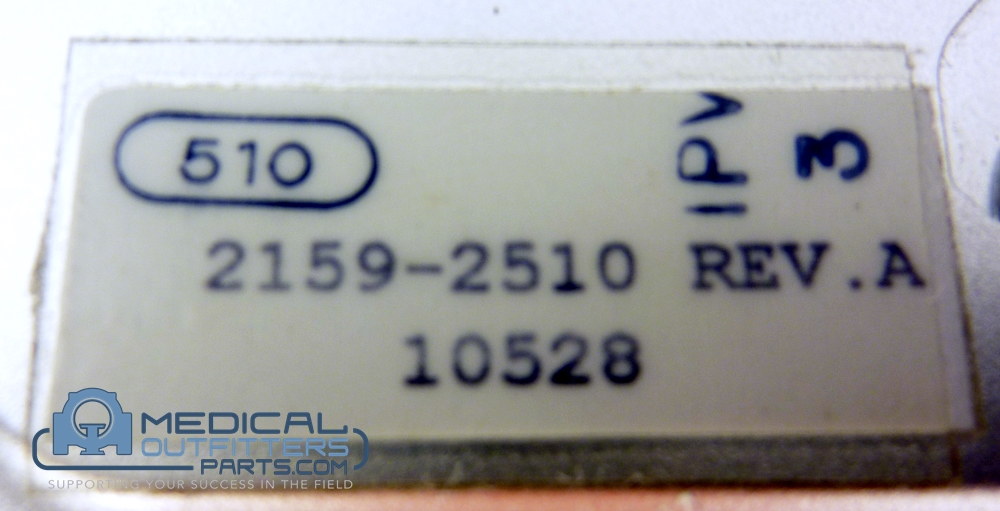 510
IPV
3
2159-2510 REV.A
10528
MEDICAL
OUTFITTERS
PARTS.COM
SUPPORTING YOUR SUCCESS IN THE FIELD